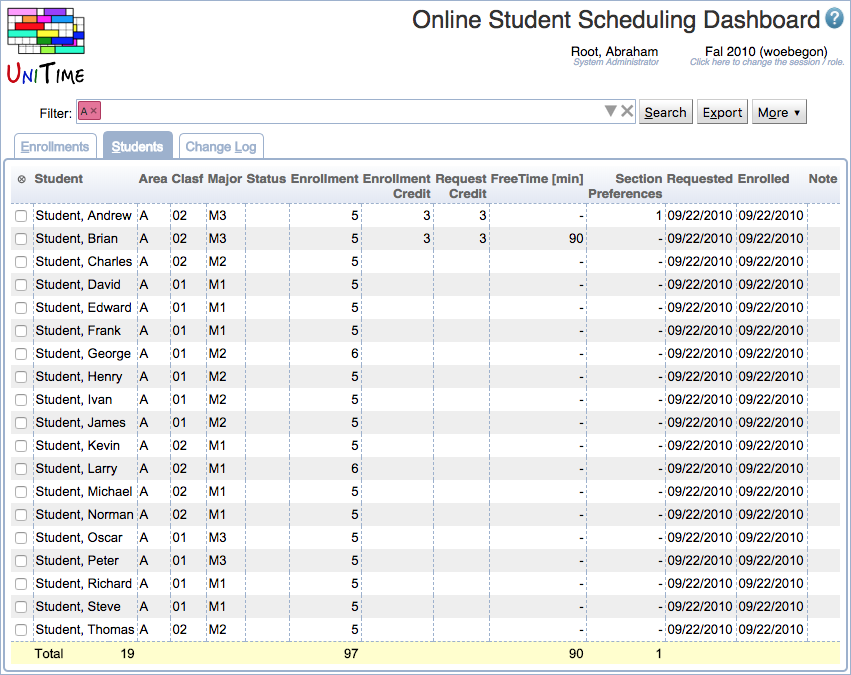 Online Student Scheduling Dashboard ?
UniTime
Root, Abraham Fal 2010 (woebegon)
System Administrator Click here to change the session / role.
Filter: A × Search Export More ▼
Enrollments Students Change Log
Student Area Clasf Major Status Enrollment Enrollment Credit Request Credit FreeTime [min] Section Preferences Requested Enrolled Note
Student, Andrew A 02 M3 5 3 3 - 1 09/22/2010 09/22/2010
Student, Brian A 02 M3 5 3 3 90 - 09/22/2010 09/22/2010
Student, Charles A 02 M2 5 - - 09/22/2010 09/22/2010
Student, David A 01 M1 5 - - 09/22/2010 09/22/2010
Student, Edward A 01 M1 5 - - 09/22/2010 09/22/2010
Student, Frank A 01 M1 5 - - 09/22/2010 09/22/2010
Student, George A 01 M2 6 - - 09/22/2010 09/22/2010
Student, Henry A 01 M2 5 - - 09/22/2010 09/22/2010
Student, Ivan A 01 M2 5 - - 09/22/2010 09/22/2010
Student, James A 01 M2 5 - - 09/22/2010 09/22/2010
Student, Kevin A 02 M1 5 - - 09/22/2010 09/22/2010
Student, Larry A 02 M1 6 - - 09/22/2010 09/22/2010
Student, Michael A 02 M1 5 - - 09/22/2010 09/22/2010
Student, Norman A 02 M1 5 - - 09/22/2010 09/22/2010
Student, Oscar A 01 M3 5 - - 09/22/2010 09/22/2010
Student, Peter A 01 M3 5 - - 09/22/2010 09/22/2010
Student, Richard A 01 M1 5 - - 09/22/2010 09/22/2010
Student, Steve A 01 M1 5 - - 09/22/2010 09/22/2010
Student, Thomas A 02 M2 5 - - 09/22/2010 09/22/2010
Total 19 97 90 1